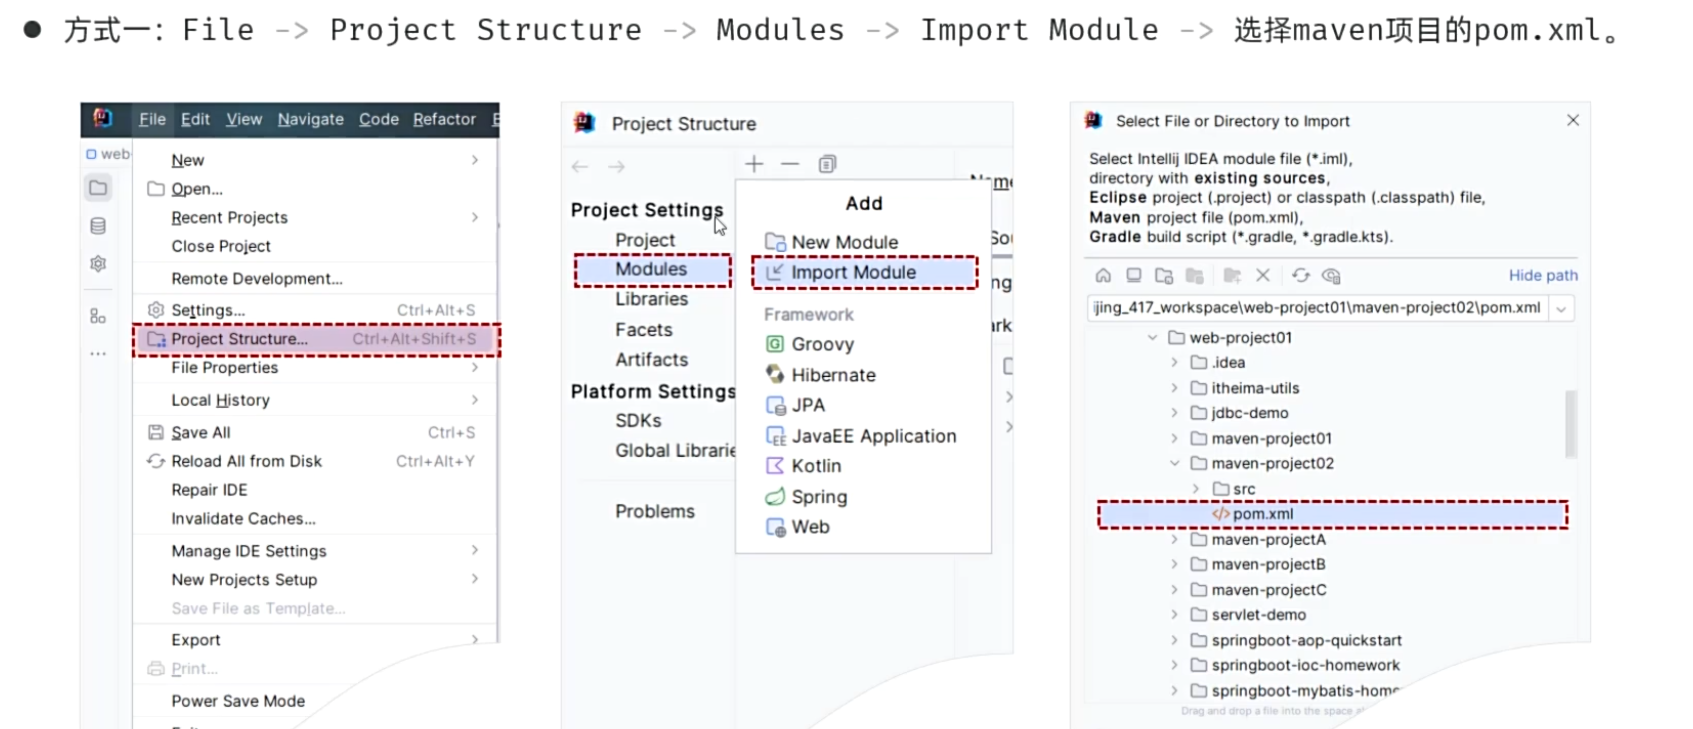 ● 方式一：File -> Project Structure -> Modules -> Import Module -> 选择maven项目的pom.xml。
File Edit View Navigate Code Refactor
web-
New
Open...
Recent Projects
Close Project
Remote Development...
Settings... Ctrl+Alt+S
Project Structure... Ctrl+Alt+Shift+S
File Properties
Local History
Save All Ctrl+S
Reload All from Disk Ctrl+Alt+Y
Repair IDE
Invalidate Caches...
Manage IDE Settings
New Projects Setup
Save File as Template...
Export
Print...
Power Save Mode
Project Structure
Project Settings
Project
Modules
Libraries
Facets
Artifacts
Platform Settings
SDKs
Global Librarie
Problems
Add
New Module
Import Module
Framework
Groovy
Hibernate
JPA
JavaEE Application
Kotlin
Spring
Web
Select File or Directory to Import
Select Intellij IDEA module file (*.iml),
directory with existing sources,
Eclipse project (.project) or classpath (.classpath) file,
Maven project file (pom.xml),
Gradle build script (*.gradle, *.gradle.kts).
Hide path
ijing_417_workspace\web-project01\maven-project02\pom.xml
web-project01
.idea
itheima-utils
jdbc-demo
maven-project01
maven-project02
src
pom.xml
maven-projectA
maven-projectB
maven-projectC
servlet-demo
springboot-aop-quickstart
springboot-ioc-homework
springboot-mybatis-home
Drag and drop a file into the space